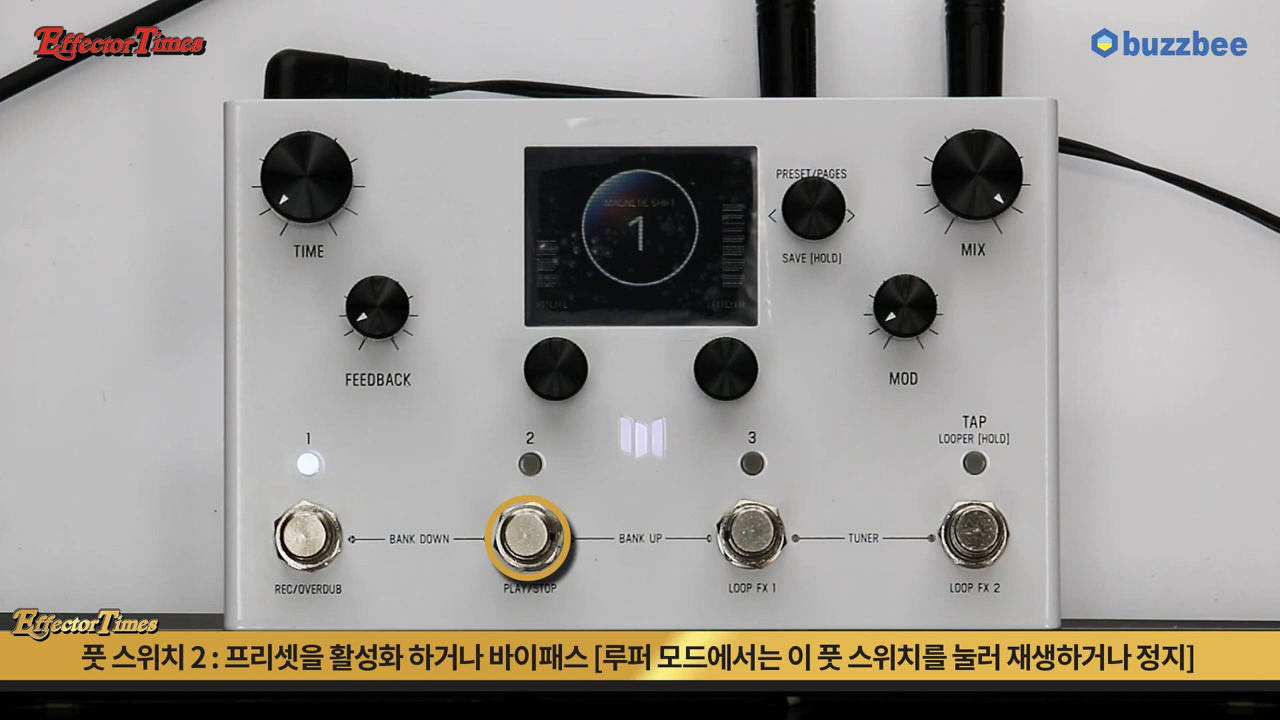 EffectorTimes
buzzbee
PRESET/PAGES
MAGNETIC SHIFT
1
TIME
SAVE [HOLD]
MIX
PITCH L
PITCH R
FEEDBACK
MOD
TAP
LOOPER [HOLD]
1
2
3
BANK DOWN
BANK UP
TUNER
REC/OVERDUB
PLAY/STOP
LOOP FX 1
LOOP FX 2
EffectorTimes
풋 스위치 2 : 프리셋을 활성화 하거나 바이패스 [루퍼 모드에서는 이 풋 스위치를 눌러 재생하거나 정지]